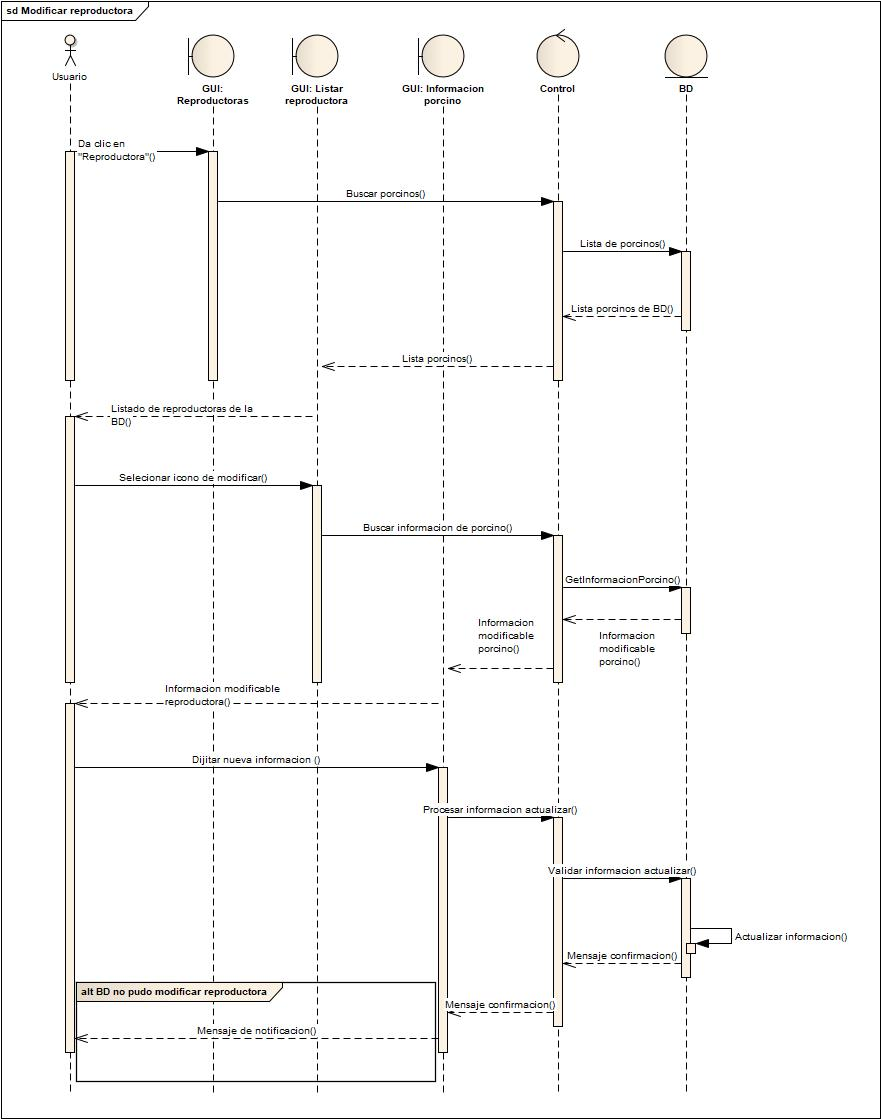 sd Modificar reproductora
Usuario
GUI:
Reproductoras
GUI: Listar
reproductora
GUI: Informacion
porcino
Control
BD
Da clic en
"Reproductora"()
Buscar porcinos()
Lista de porcinos()
Lista porcinos de BD()
Lista porcinos()
Listado de reproductoras de la
BD()
Selecionar icono de modificar()
Buscar informacion de porcino()
GetInformacionPorcino()
Informacion
modificable
porcino()
Informacion
modificable
porcino()
Informacion modificable
reproductora()
Dijitar nueva informacion ()
Procesar informacion actualizar()
Validar informacion actualizar()
Actualizar informacion()
Mensaje confirmacion()
alt BD no pudo modificar reproductora
Mensaje confirmacion()
Mensaje de notificacion()